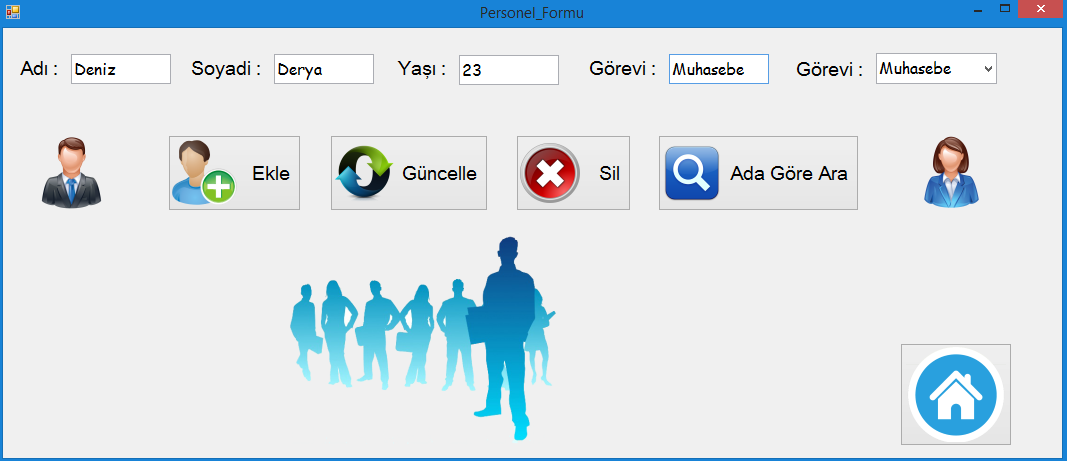 Personel_Formu
Adı : Deniz Soyadi : Derya Yaşı : 23 Görevi : Muhasebe Görevi : Muhasebe
Ekle Güncelle Sil Ada Göre Ara